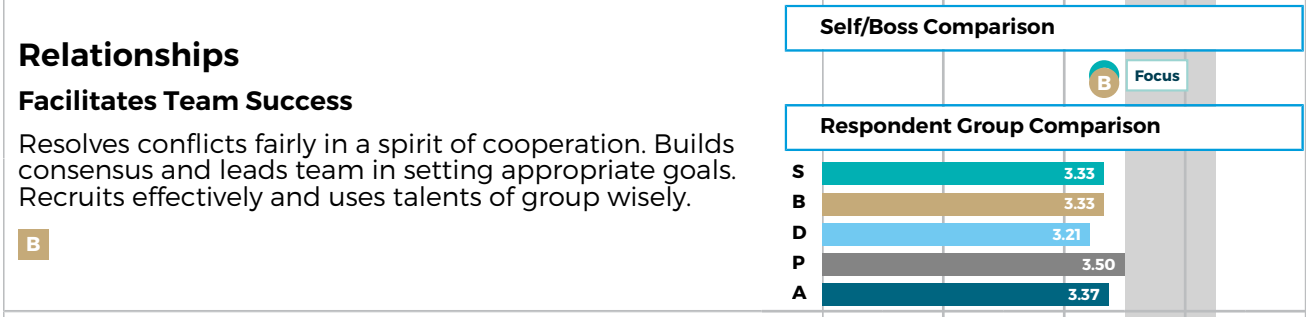 Relationships
Facilitates Team Success
Resolves conflicts fairly in a spirit of cooperation. Builds
consensus and leads team in setting appropriate goals.
Recruits effectively and uses talents of group wisely.
B
Self/Boss Comparison
B Focus
Respondent Group Comparison
S 3.33
B 3.33
D 3.21
P 3.50
A 3.37